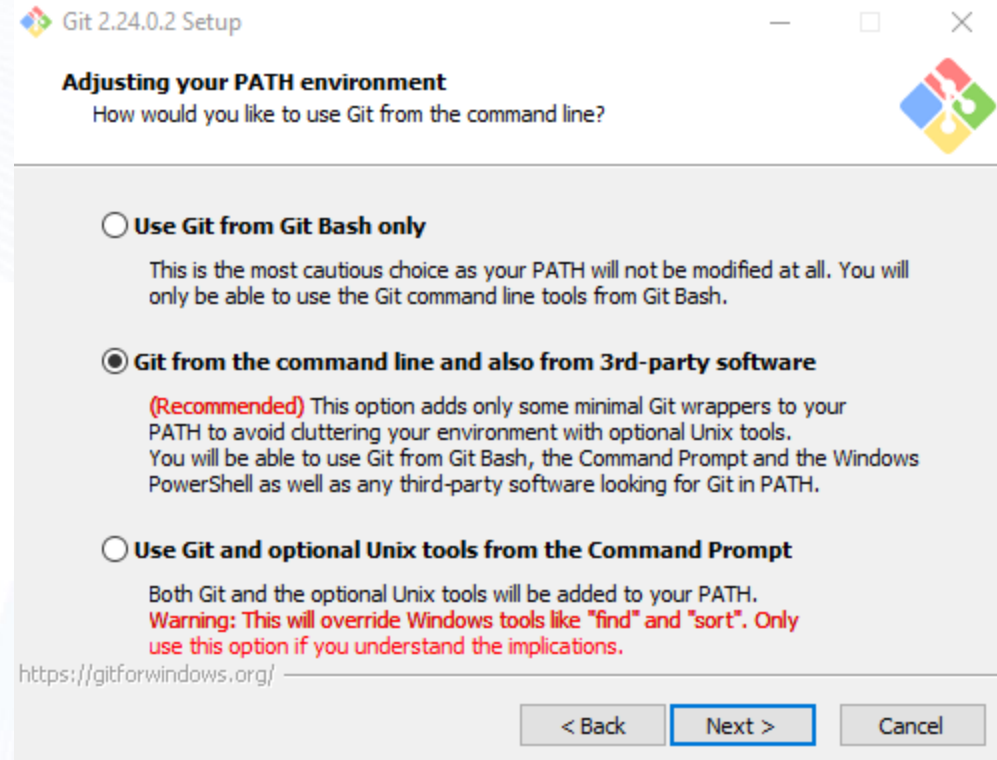 Git 2.24.0.2 Setup
Adjusting your PATH environment
How would you like to use Git from the command line?
Use Git from Git Bash only
This is the most cautious choice as your PATH will not be modified at all. You will
only be able to use the Git command line tools from Git Bash.
Git from the command line and also from 3rd-party software
(Recommended) This option adds only some minimal Git wrappers to your
PATH to avoid cluttering your environment with optional Unix tools.
You will be able to use Git from Git Bash, the Command Prompt and the Windows
PowerShell as well as any third-party software looking for Git in PATH.
Use Git and optional Unix tools from the Command Prompt
Both Git and the optional Unix tools will be added to your PATH.
Warning: This will override Windows tools like "find" and "sort". Only
use this option if you understand the implications.
https://gitforwindows.org/
< Back
Next >
Cancel